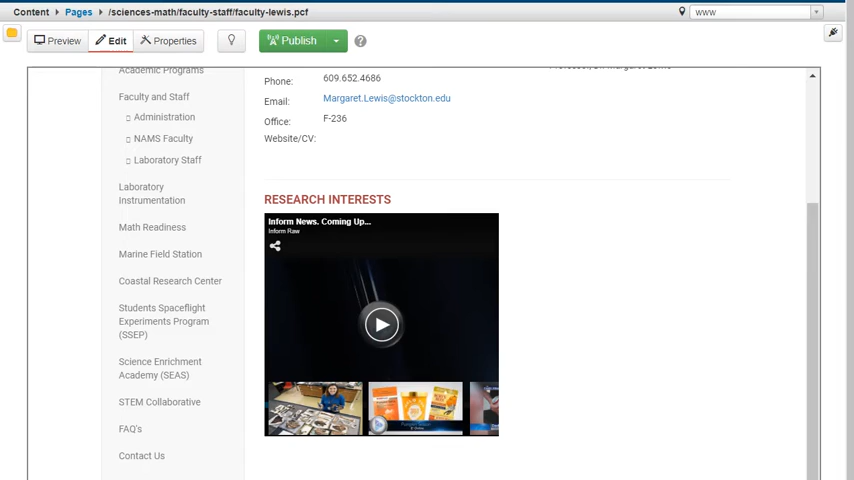 Content Pages /sciences-math/faculty-staff/faculty-lewis.pcf www
Preview Edit Properties Publish
Academic Programs
Phone: 609.652.4686
Faculty and Staff
Email: Margaret.Lewis@stockton.edu
Administration
Office: F-236
NAMS Faculty
Website/CV:
Laboratory Staff
Laboratory
Instrumentation
RESEARCH INTERESTS
Inform News. Coming Up...
Inform Raw
Math Readiness
Marine Field Station
Coastal Research Center
Students Spaceflight
Experiments Program
(SSEP)
Science Enrichment
Academy (SEAS)
STEM Collaborative
FAQ's
Contact Us